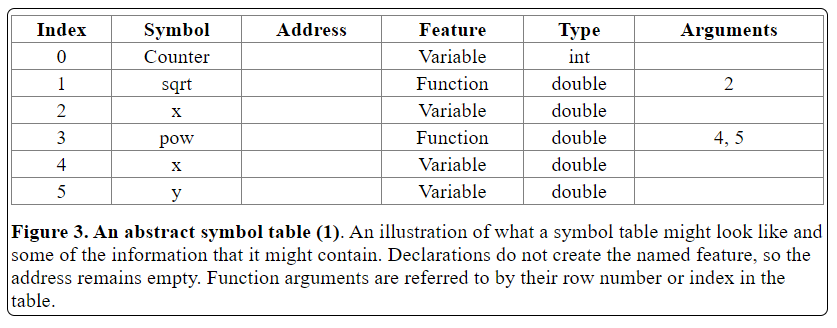 Index Symbol Address Feature Type Arguments
0 Counter Variable int
1 sqrt Function double 2
2 x Variable double
3 pow Function double 4, 5
4 x Variable double
5 y Variable double
Figure 3. An abstract symbol table (1). An illustration of what a symbol table might look like and
some of the information that it might contain. Declarations do not create the named feature, so the
address remains empty. Function arguments are referred to by their row number or index in the
table.